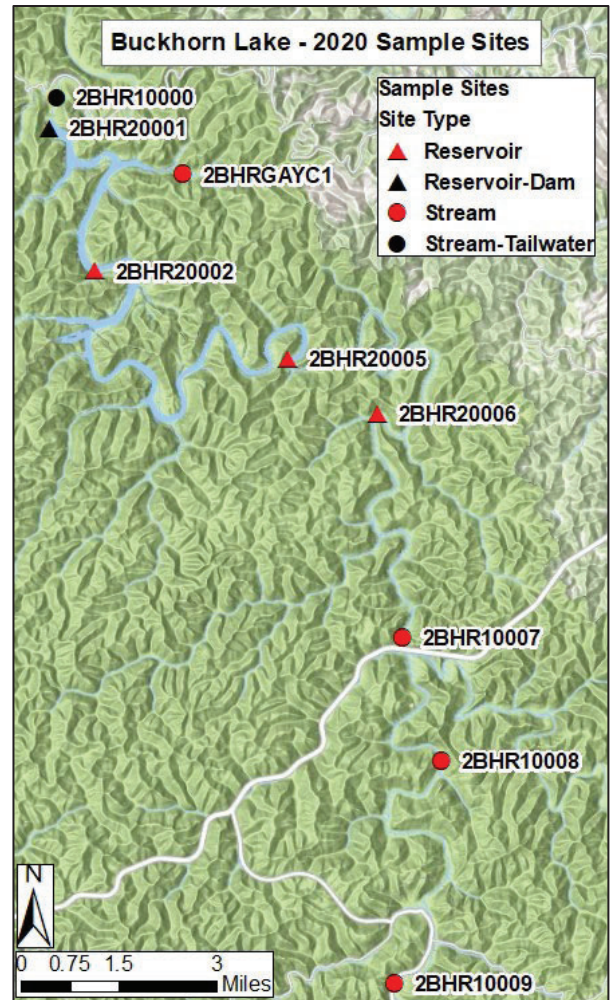 Buckhorn Lake - 2020 Sample Sites
2BHR10000
2BHR20001
2BHRGAYC1
Sample Sites
Site Type
Reservoir
Reservoir-Dam
Stream
Stream-Tailwater
2BHR20002
2BHR20005
2BHR20006
2BHR10007
2BHR10008
2BHR10009
N
0 0.75 1.5 3
Miles